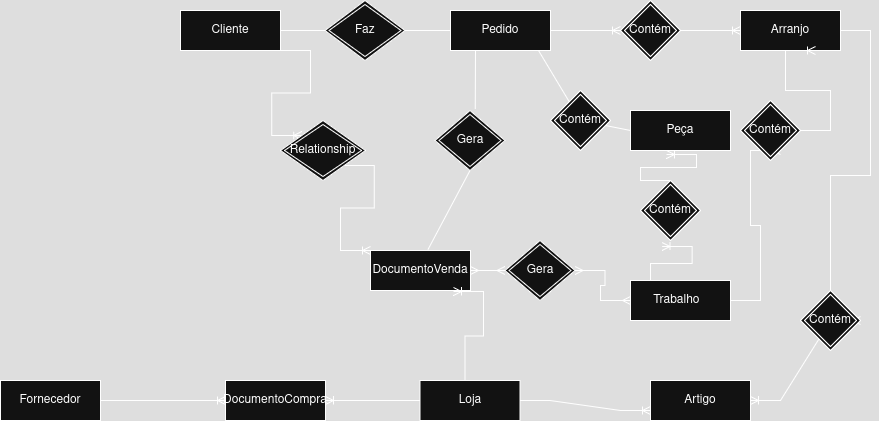 Cliente
Faz
Pedido
Contém
Arranjo
Contém
Peça
Contém
Gera
Relationship
Contém
DocumentoVenda
Gera
Trabalho
Contém
Fornecedor
DocumentoCompra
Loja
Artigo